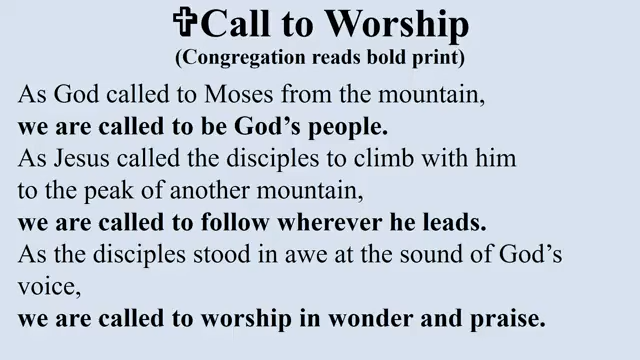 ✞Call to Worship
(Congregation reads bold print)
As God called to Moses from the mountain,
we are called to be God’s people.
As Jesus called the disciples to climb with him
to the peak of another mountain,
we are called to follow wherever he leads.
As the disciples stood in awe at the sound of God’s
voice,
we are called to worship in wonder and praise.